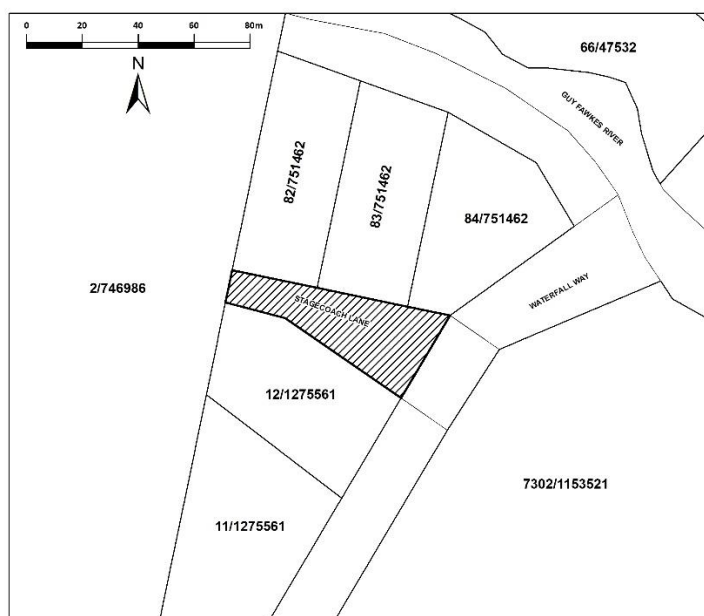 0 20 40 60 80m
N
66/47532
GUY FAWKES RIVER
82/751462
83/751462
84/751462
2/746986
WATERFALL WAY
STAGECOACH LANE
12/1275561
7302/1153521
11/1275561